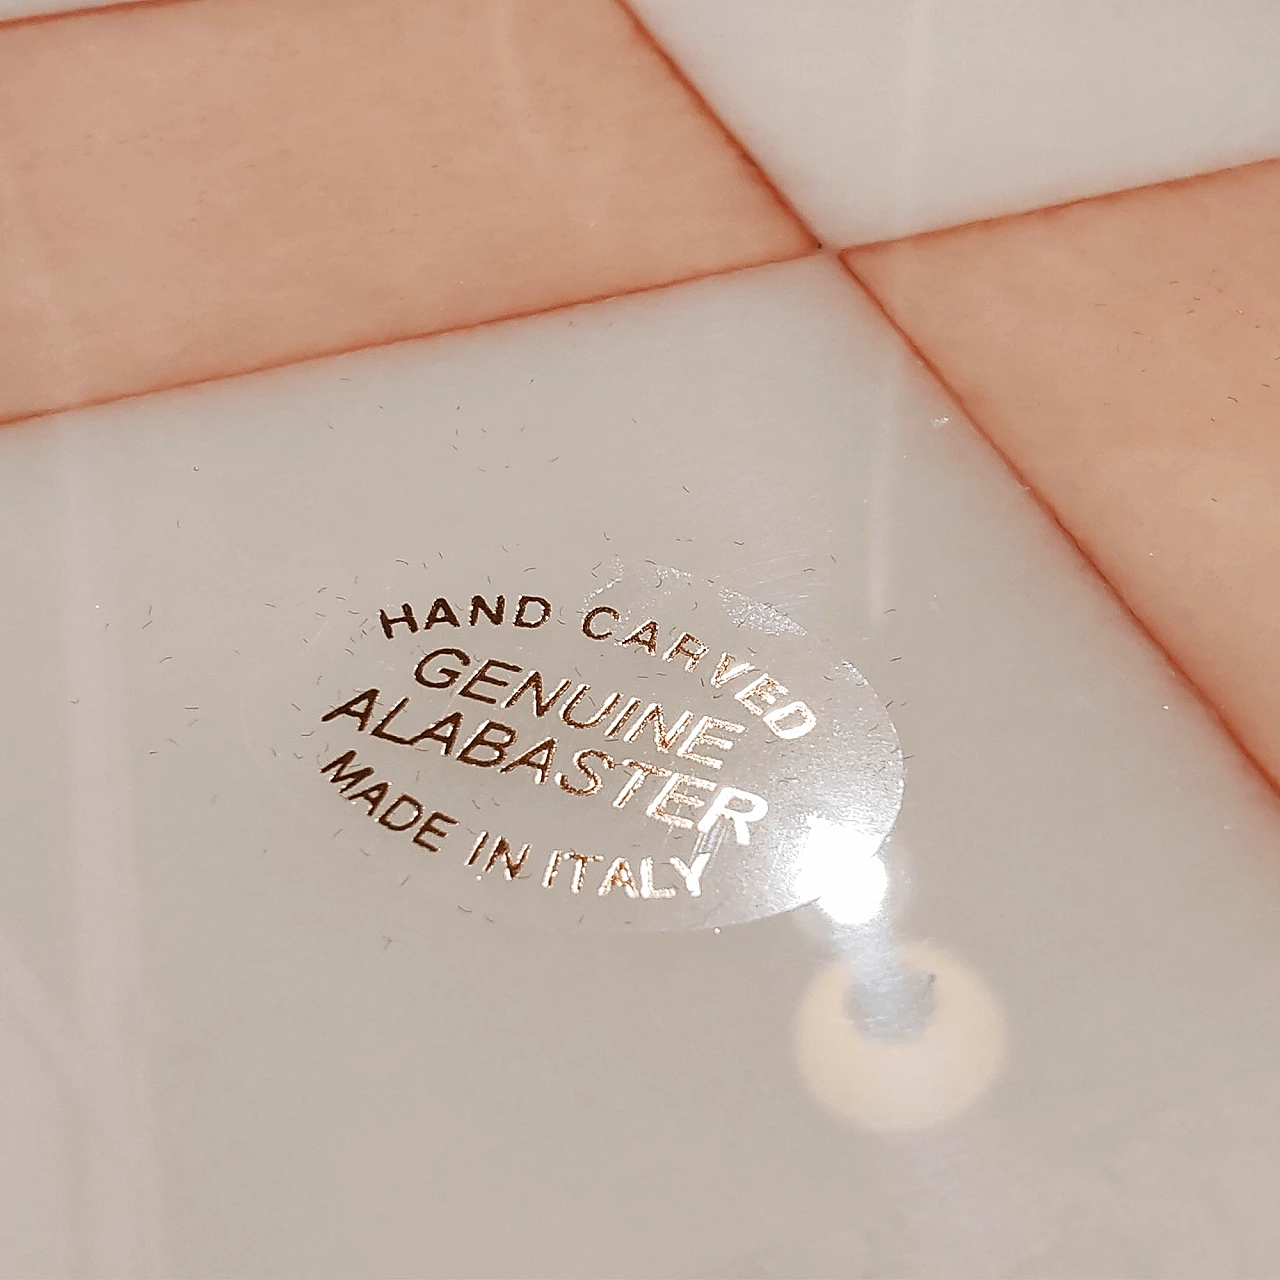 HAND CARVED
GENUINE
ALABASTER
MADE IN ITALY